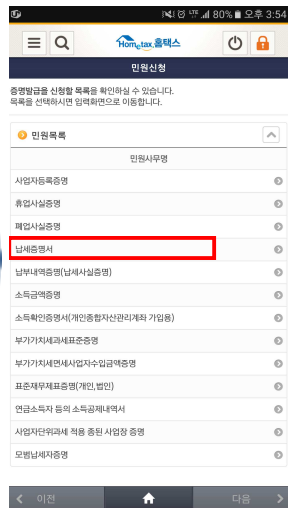 80% 오후 3:54
Hometax. 홈택스
민원신청
증명발급을 신청할 목록을 확인하실 수 있습니다.
목록을 선택하시면 입력화면으로 이동합니다.
민원목록
민원사무명
사업자등록증명
휴업사실증명
폐업사실증명
납세증명서
납부내역증명(납세사실증명)
소득금액증명
소득확인증명서(개인종합자산관리계좌 가입용)
부가가치세과세표준증명
부가가치세면세사업자수입금액증명
표준재무제표증명(개인,법인)
연금소득자 등의 소득공제내역서
사업자단위과세 적용 종된 사업장 증명
모범납세자증명
이전 다음